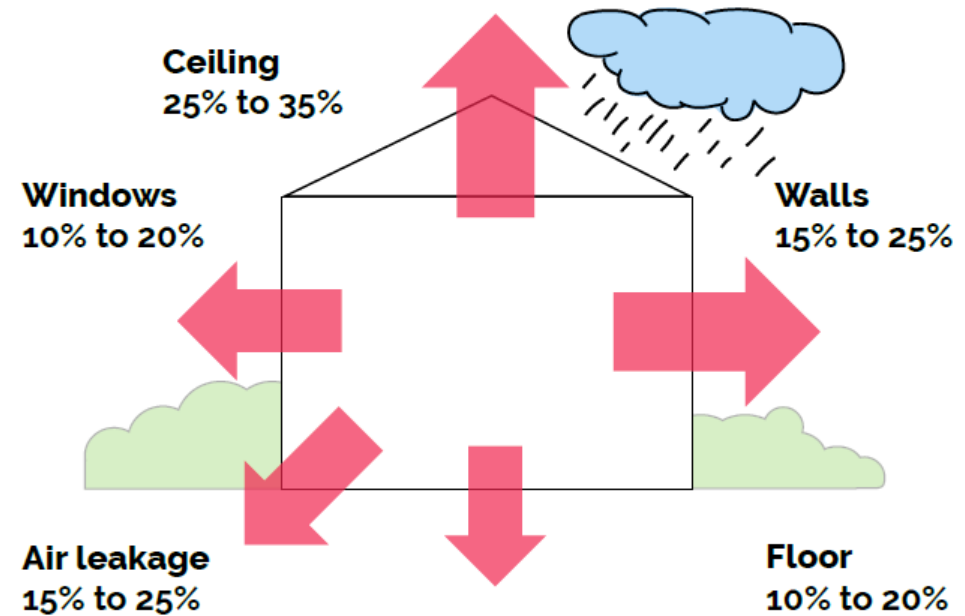 Ceiling
25% to 35%
Windows
10% to 20%
Walls
15% to 25%
Air leakage
15% to 25%
Floor
10% to 20%